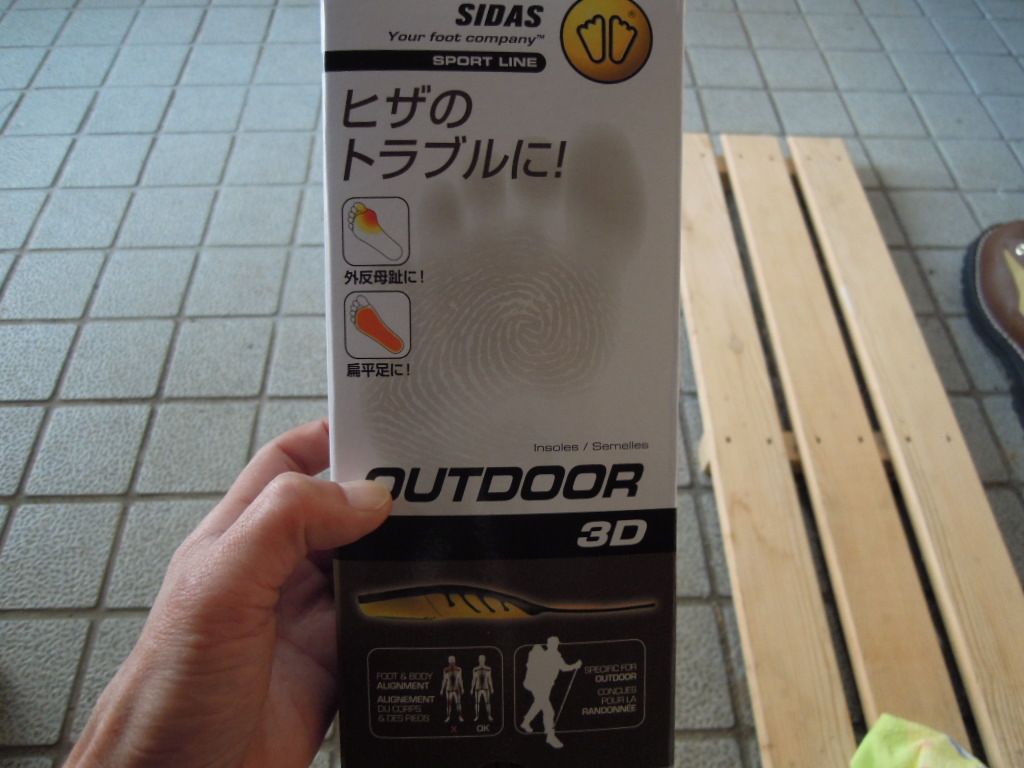 SIDAS
Your foot company™
SPORT LINE
ヒザの
トラブルに!
外反母趾に!
扁平足に!
Insoles / Semelles
OUTDOOR
3D
FOOT & BODY
ALIGNMENT
ALIGNEMENT
DU CORPS
& DES PIEDS
X OK
SPECIFIC FOR
OUTDOOR
CONÇUES
POUR LA
RANDONNÉE